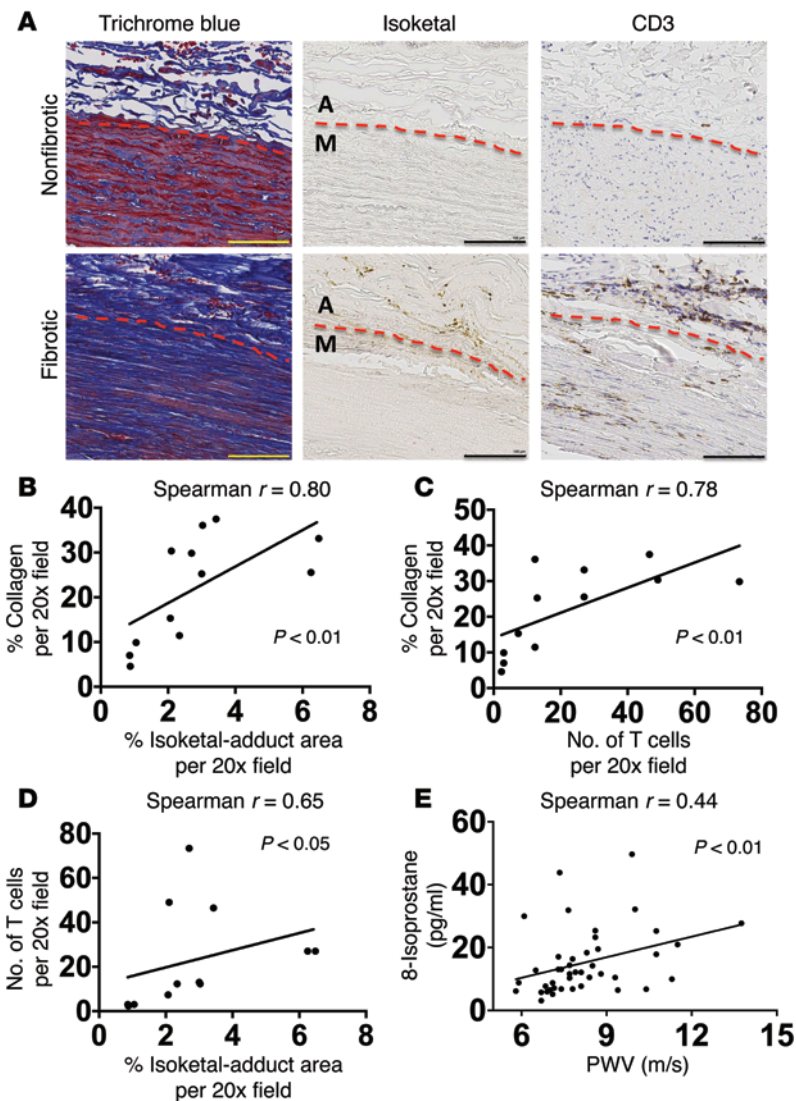 A
Trichrome blue
Isoketal
CD3
Nonfibrotic
A
M
Fibrotic
A
M
B
Spearman r = 0.80
% Collagen
per 20x field
40
30
20
10
0
P < 0.01
0 2 4 6 8
% Isoketal-adduct area
per 20x field
C
Spearman r = 0.78
% Collagen
per 20x field
50
40
30
20
10
0
P < 0.01
0 20 40 60 80
No. of T cells
per 20x field
D
Spearman r = 0.65
No. of T cells
per 20x field
80
60
40
20
0
P < 0.05
0 2 4 6 8
% Isoketal-adduct area
per 20x field
E
Spearman r = 0.44
8-Isoprostane
(pg/ml)
60
40
20
0
P < 0.01
6 9 12 15
PWV (m/s)